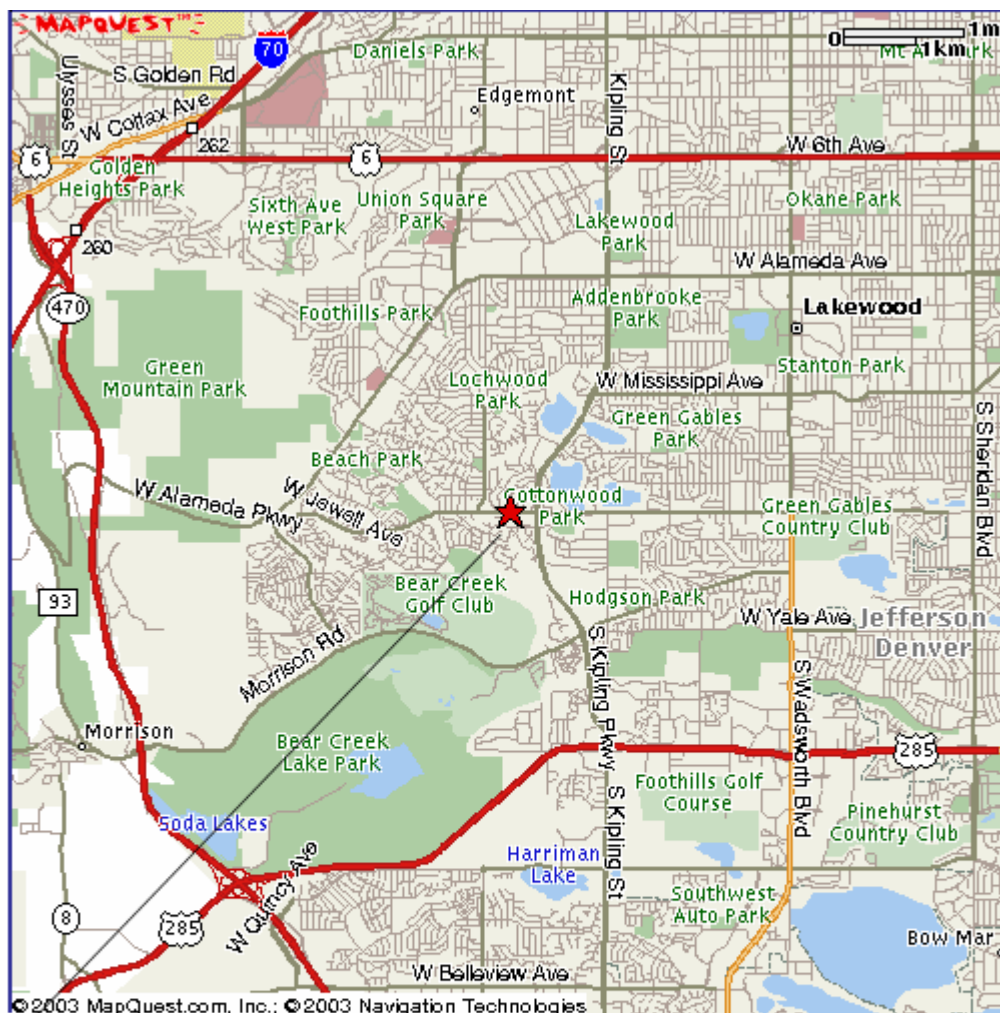 MAPQUEST™
70
Daniels Park
0 1m
1km
Mt A Park
S Golden Rd
Ulysses St
W Colfax Ave
Edgemont
Kipling St
262
6
6
W 6th Ave
Golden
Heights Park
Sixth Ave
West Park
Union Square
Park
Okane Park
Lakewood
Park
260
W Alameda Ave
470
Foothills Park
Addenbrooke
Park
Lakewood
Green
Mountain Park
Lochwood
Park
Stanton Park
W Mississippi Ave
Green Gables
Park
S Sheridan Blvd
Beach Park
W Alameda Pkwy
W Jewell Ave
Cottonwood
Park
Green Gables
Country Club
93
Bear Creek
Golf Club
Hodgson Park
W Yale Ave
Jefferson
Denver
Morrison Rd
S Kipling Pkwy
S Wadsworth Blvd
Morrison
Bear Creek
Lake Park
285
Foothills Golf
Course
S Kipling St
Pinehurst
Country Club
Soda Lakes
Harriman
Lake
W Quincy Ave
Southwest
Auto Park
8
285
Bow Mar
W Belleview Ave
©2003 MapQuest.com, Inc.; ©2003 Navigation Technologies